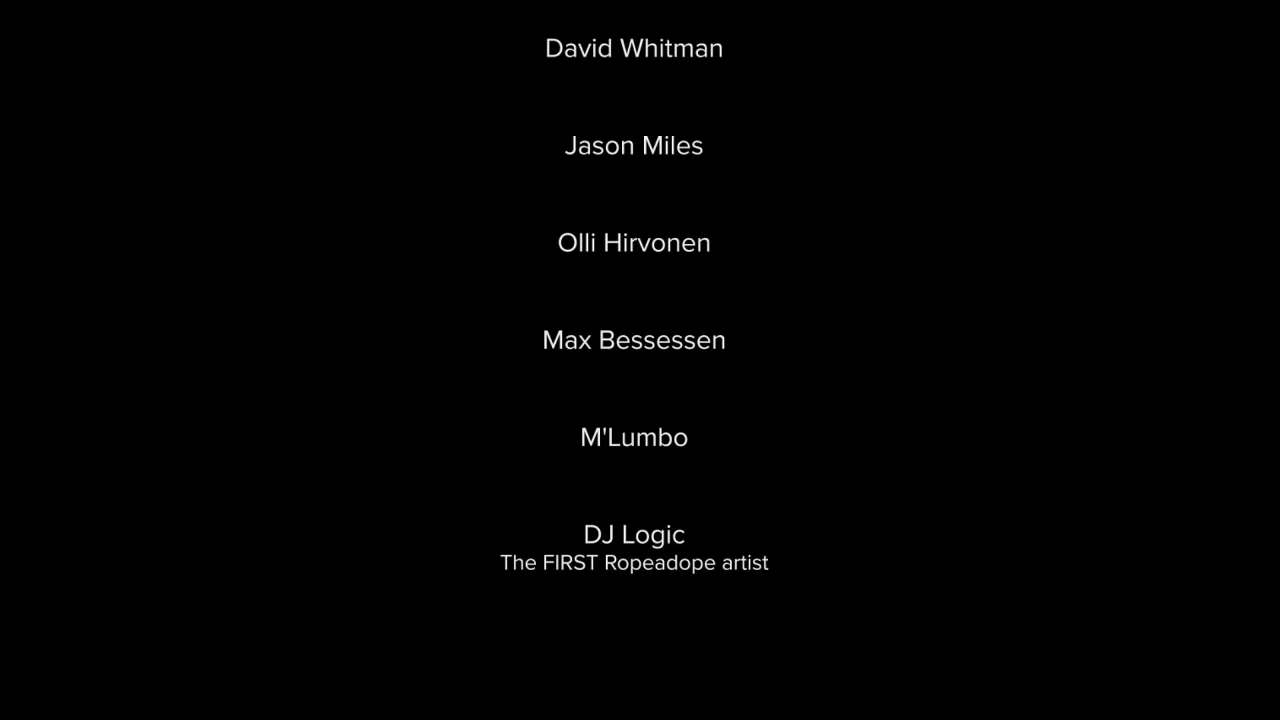 David Whitman
Jason Miles
Olli Hirvonen
Max Bessessen
M'Lumbo
DJ Logic
The FIRST Ropeadope artist